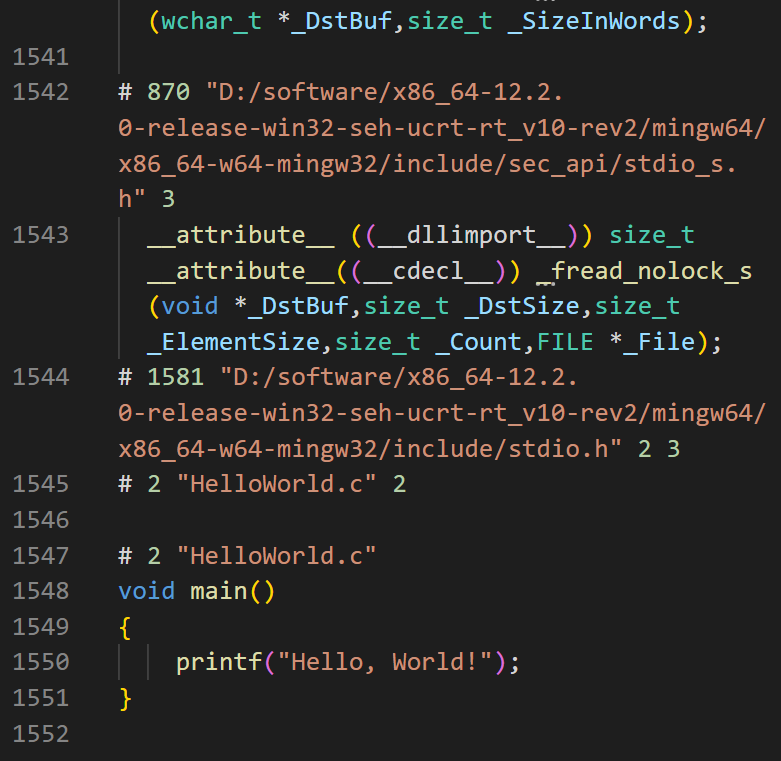 (wchar_t *_DstBuf,size_t _SizeInWords);
1541
1542 # 870 "D:/software/x86_64-12.2.
0-release-win32-seh-ucrt-rt_v10-rev2/mingw64/
x86_64-w64-mingw32/include/sec_api/stdio_s.
h" 3
1543 __attribute__ ((__dllimport__)) size_t
__attribute__((__cdecl__)) _fread_nolock_s
(void *_DstBuf,size_t _DstSize,size_t
_ElementSize,size_t _Count,FILE *_File);
1544 # 1581 "D:/software/x86_64-12.2.
0-release-win32-seh-ucrt-rt_v10-rev2/mingw64/
x86_64-w64-mingw32/include/stdio.h" 2 3
1545 # 2 "HelloWorld.c" 2
1546
1547 # 2 "HelloWorld.c"
1548 void main()
1549 {
1550 printf("Hello, World!");
1551 }
1552